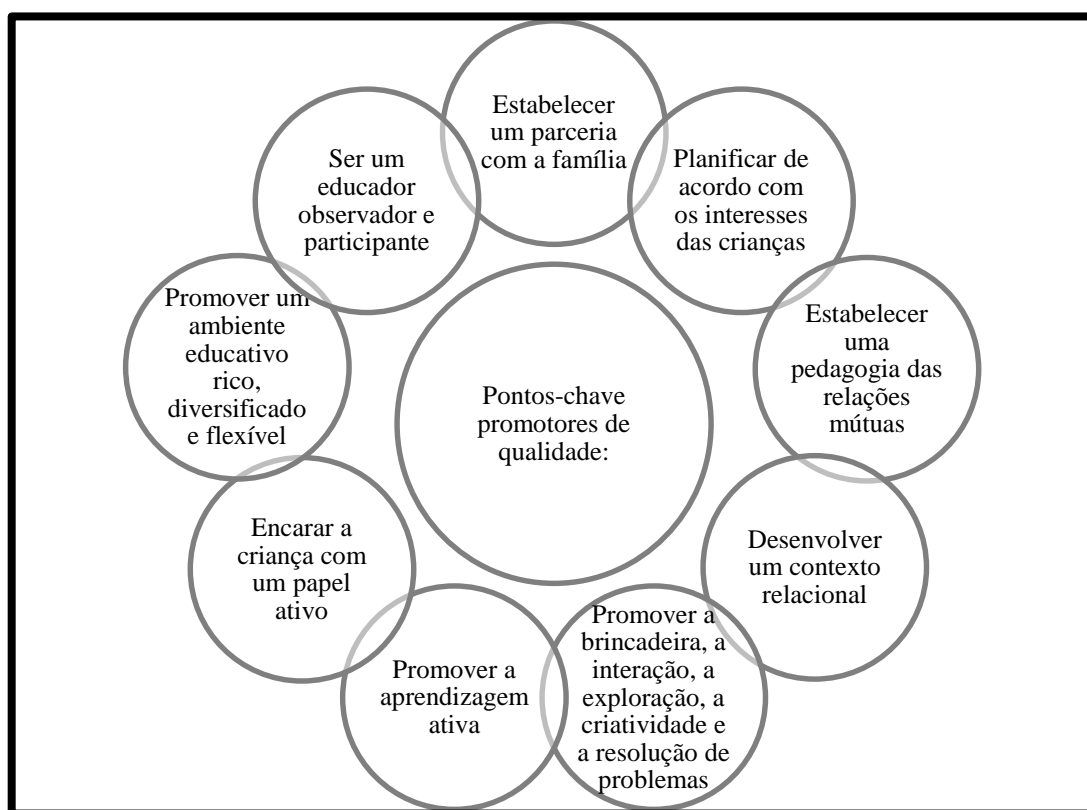 Estabelecer
um parceria
com a família
Planificar de
acordo com
os interesses
das crianças
Estabelecer
uma
pedagogia das
relações
mútuas
Desenvolver
um contexto
relacional
Promover a
brincadeira, a
interação, a
exploração, a
criatividade e
a resolução de
problemas
Promover a
aprendizagem
ativa
Encarar a
criança com
um papel
ativo
Promover um
ambiente
educativo
rico,
diversificado
e flexível
Ser um
educador
observador e
participante
Pontos-chave
promotores de
qualidade: